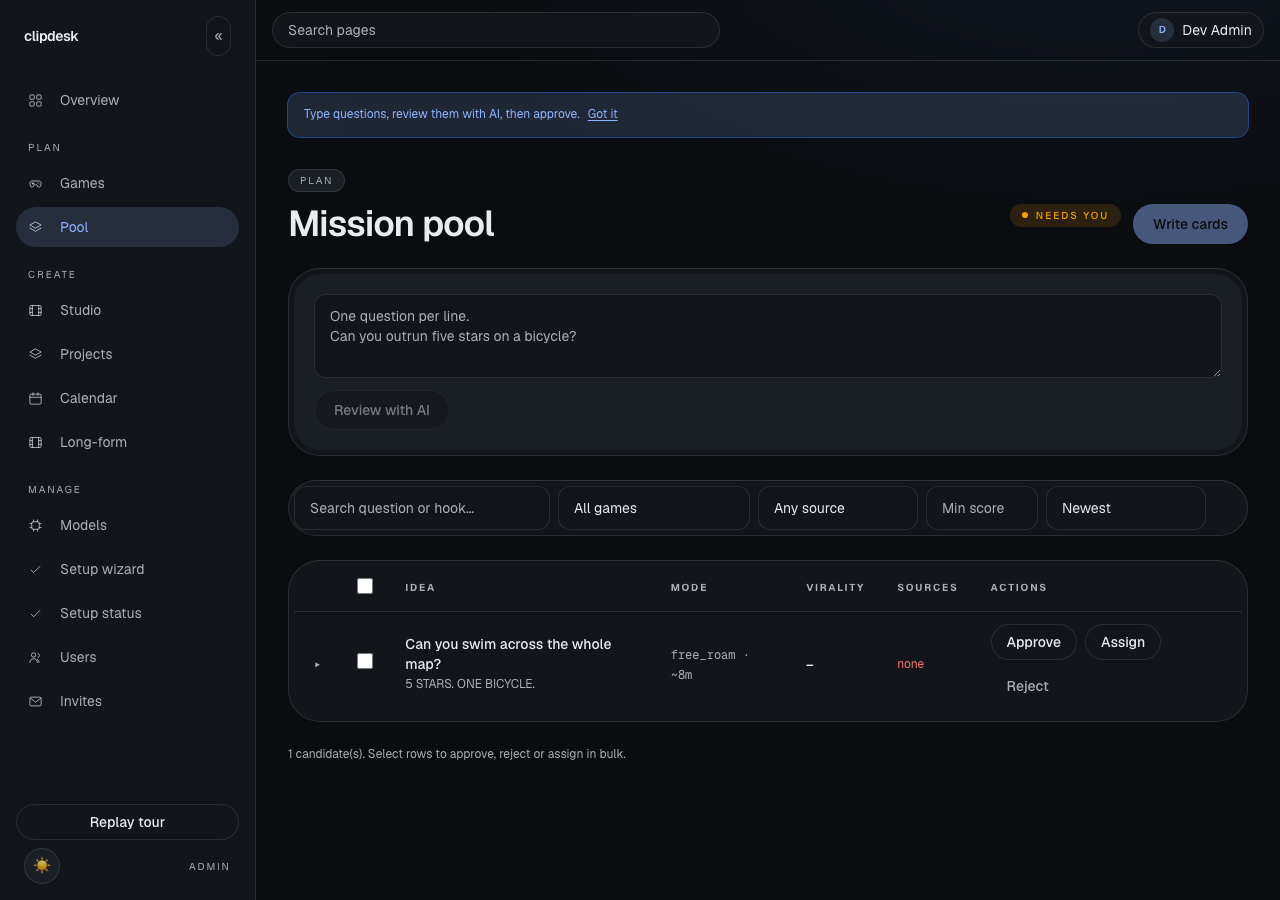 clipdesk
«
Search pages
D
Dev Admin
Overview
PLAN
Games
Pool
CREATE
Studio
Projects
Calendar
Long-form
MANAGE
Models
Setup wizard
Setup status
Users
Invites
Replay tour
ADMIN
Type questions, review them with AI, then approve. Got it
PLAN
Mission pool
NEEDS YOU
Write cards
One question per line.
Can you outrun five stars on a bicycle?
Review with AI
Search question or hook...
All games
Any source
Min score
Newest
IDEA MODE VIRALITY SOURCES ACTIONS
Can you swim across the whole
map?
5 STARS. ONE BICYCLE.
free_roam ·
~8m
–
none
Approve
Assign
Reject
1 candidate(s). Select rows to approve, reject or assign in bulk.